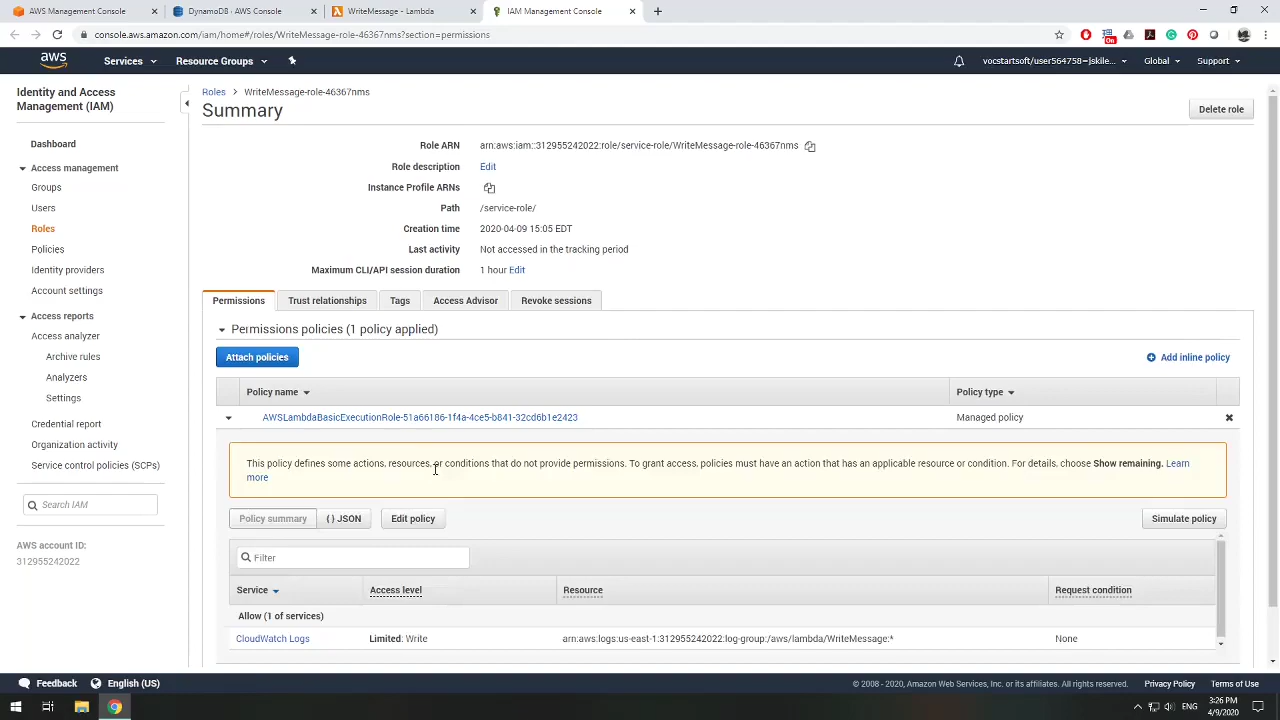 AWS Management Console
DynamoDB · AWS Console
WriteMessage - Lambda
IAM Management Console
console.aws.amazon.com/iam/home#/roles/WriteMessage-role-46367nms?section=permissions
On
aws
Services
Resource Groups
vocstartsoft/user564758=jskile...
Global
Support
Identity and Access
Management (IAM)
Dashboard
Access management
Groups
Users
Roles
Policies
Identity providers
Account settings
Access reports
Access analyzer
Archive rules
Analyzers
Settings
Credential report
Organization activity
Service control policies (SCPs)
Search IAM
AWS account ID:
312955242022
Roles > WriteMessage-role-46367nms
Summary
Delete role
Role ARN arn:aws:iam::312955242022:role/service-role/WriteMessage-role-46367nms
Role description Edit
Instance Profile ARNs
Path /service-role/
Creation time 2020-04-09 15:05 EDT
Last activity Not accessed in the tracking period
Maximum CLI/API session duration 1 hour Edit
Permissions Trust relationships Tags Access Advisor Revoke sessions
Permissions policies (1 policy applied)
Attach policies
Add inline policy
Policy name
Policy type
AWSLambdaBasicExecutionRole-51a66186-1f4a-4ce5-b841-32cd6b1e2423
Managed policy
This policy defines some actions, resources, or conditions that do not provide permissions. To grant access, policies must have an action that has an applicable resource or condition. For details, choose Show remaining. Learn
more
Policy summary { } JSON Edit policy
Simulate policy
Filter
Service Access level Resource Request condition
Allow (1 of services)
CloudWatch Logs Limited: Write arn:aws:logs:us-east-1:312955242022:log-group:/aws/lambda/WriteMessage:* None
Feedback English (US)
© 2008 - 2020, Amazon Web Services, Inc. or its affiliates. All rights reserved. Privacy Policy Terms of Use
ENG
3:26 PM
4/9/2020